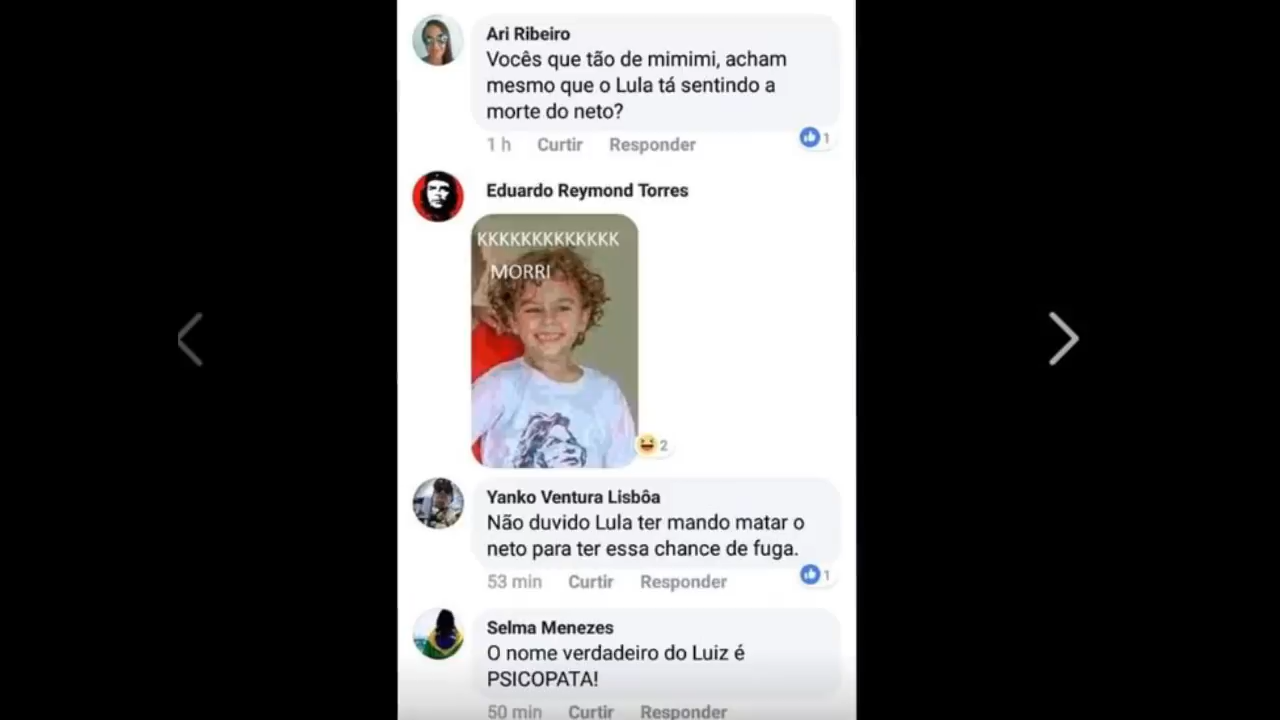 Ari Ribeiro
Vocês que tão de mimimi, acham
mesmo que o Lula tá sentindo a
morte do neto?
1 h Curtir Responder
1
Eduardo Reymond Torres
KKKKKKKKKKKKK
MORRI
2
Yanko Ventura Lisbôa
Não duvido Lula ter mando matar o
neto para ter essa chance de fuga.
53 min Curtir Responder
1
Selma Menezes
O nome verdadeiro do Luiz é
PSICOPATA!
50 min Curtir Responder